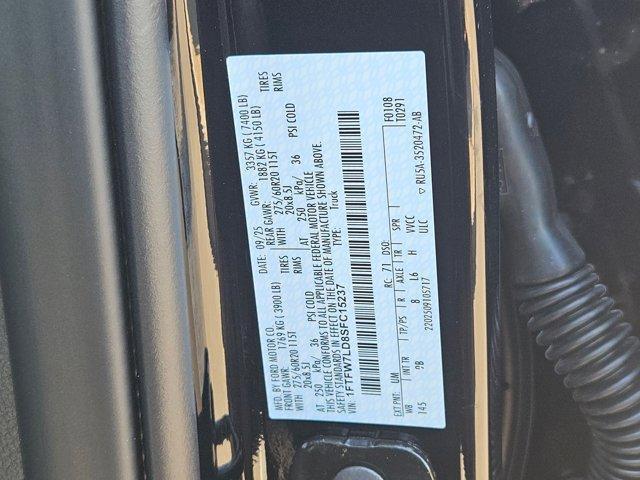 MFD. BY FORD MOTOR CO. DATE: 09/25 GVWR: 3357 KG ( 7400 LB)
FRONT GAWR: 1769 KG ( 3900 LB) REAR GAWR: 1882 KG ( 4150 LB)
WITH 275/60R20 115T TIRES WITH 275/60R20 115T TIRES
20x8.5J RIMS 20x8.5J RIMS
AT 250 kPa/ 36 PSI COLD AT 250 kPa/ 36 PSI COLD
THIS VEHICLE CONFORMS TO ALL APPLICABLE FEDERAL MOTOR VEHICLE
SAFETY STANDARDS IN EFFECT ON THE DATE OF MANUFACTURE SHOWN ABOVE.
VIN: 1FTFW7LD8SFC15237 TYPE: Truck
F0108
T0291
EXT PNT: UM RC: 71 DSO:
WB INT TR TP/PS R AXLE TR SPR
145 8 L6 H VVCC
ULC
2202509105717 RU5A-3520472-AB